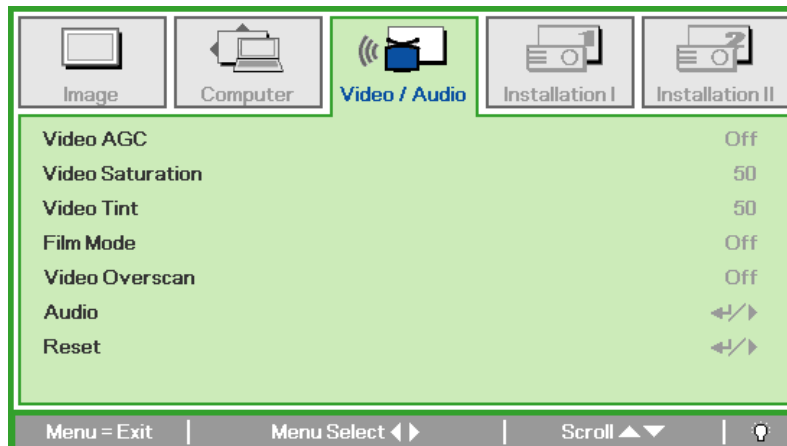 Image Computer Video / Audio Installation I Installation II
Video AGC Off
Video Saturation 50
Video Tint 50
Film Mode Off
Video Overscan Off
Audio
Reset
Menu = Exit Menu Select Scroll